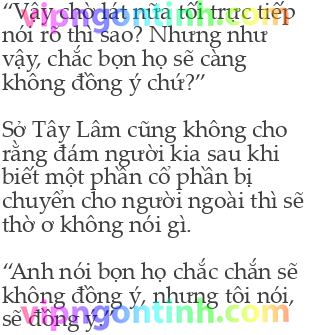 “Vậy chờ lát nữa tôi trực tiếp
vipngontinh.com
nói rõ thì sao? Nhưng như
vậy, chắc bọn họ sẽ càng
không đồng ý chứ?”
Sở Tây Lâm cũng không cho
rằng đám người kia sau khi
biết một phần cổ phần bị
chuyển cho người ngoài thì sẽ
thờ ơ không nói gì.
“Anh nói bọn họ chắc chắn sẽ
không đồng ý, nhưng tôi nói,
vipngontinh.com
sẽ đồng ý.”